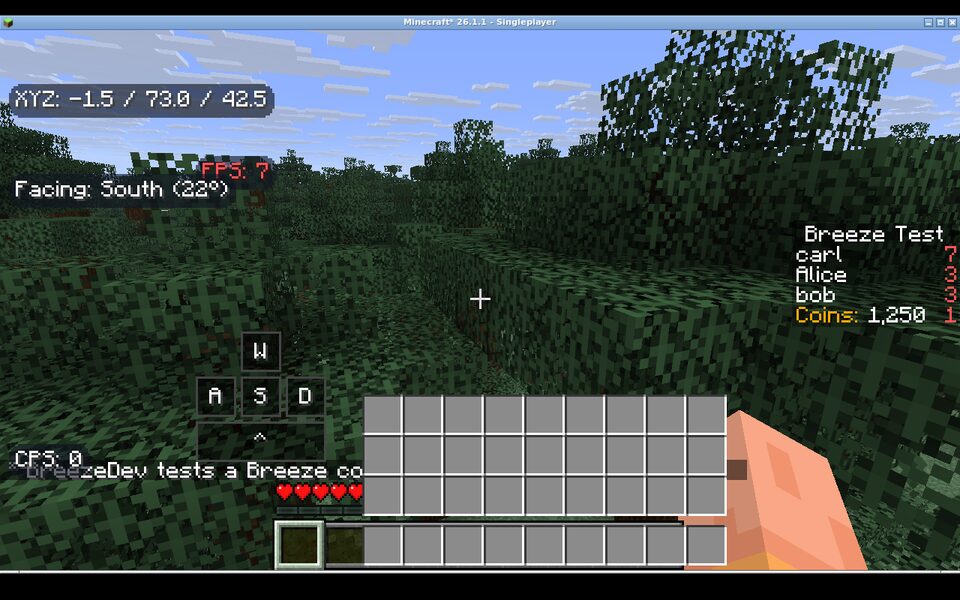 Minecraft* 26.1.1 - Singleplayer
XYZ: -1.5 / 73.0 / 42.5
FPS: 7
Facing: South (22°)
Breeze Test
carl 7
Alice 3
bob 3
Coins: 1,250 1
W
A S D
^
CPS: 0
BreezeDev tests a Breeze co